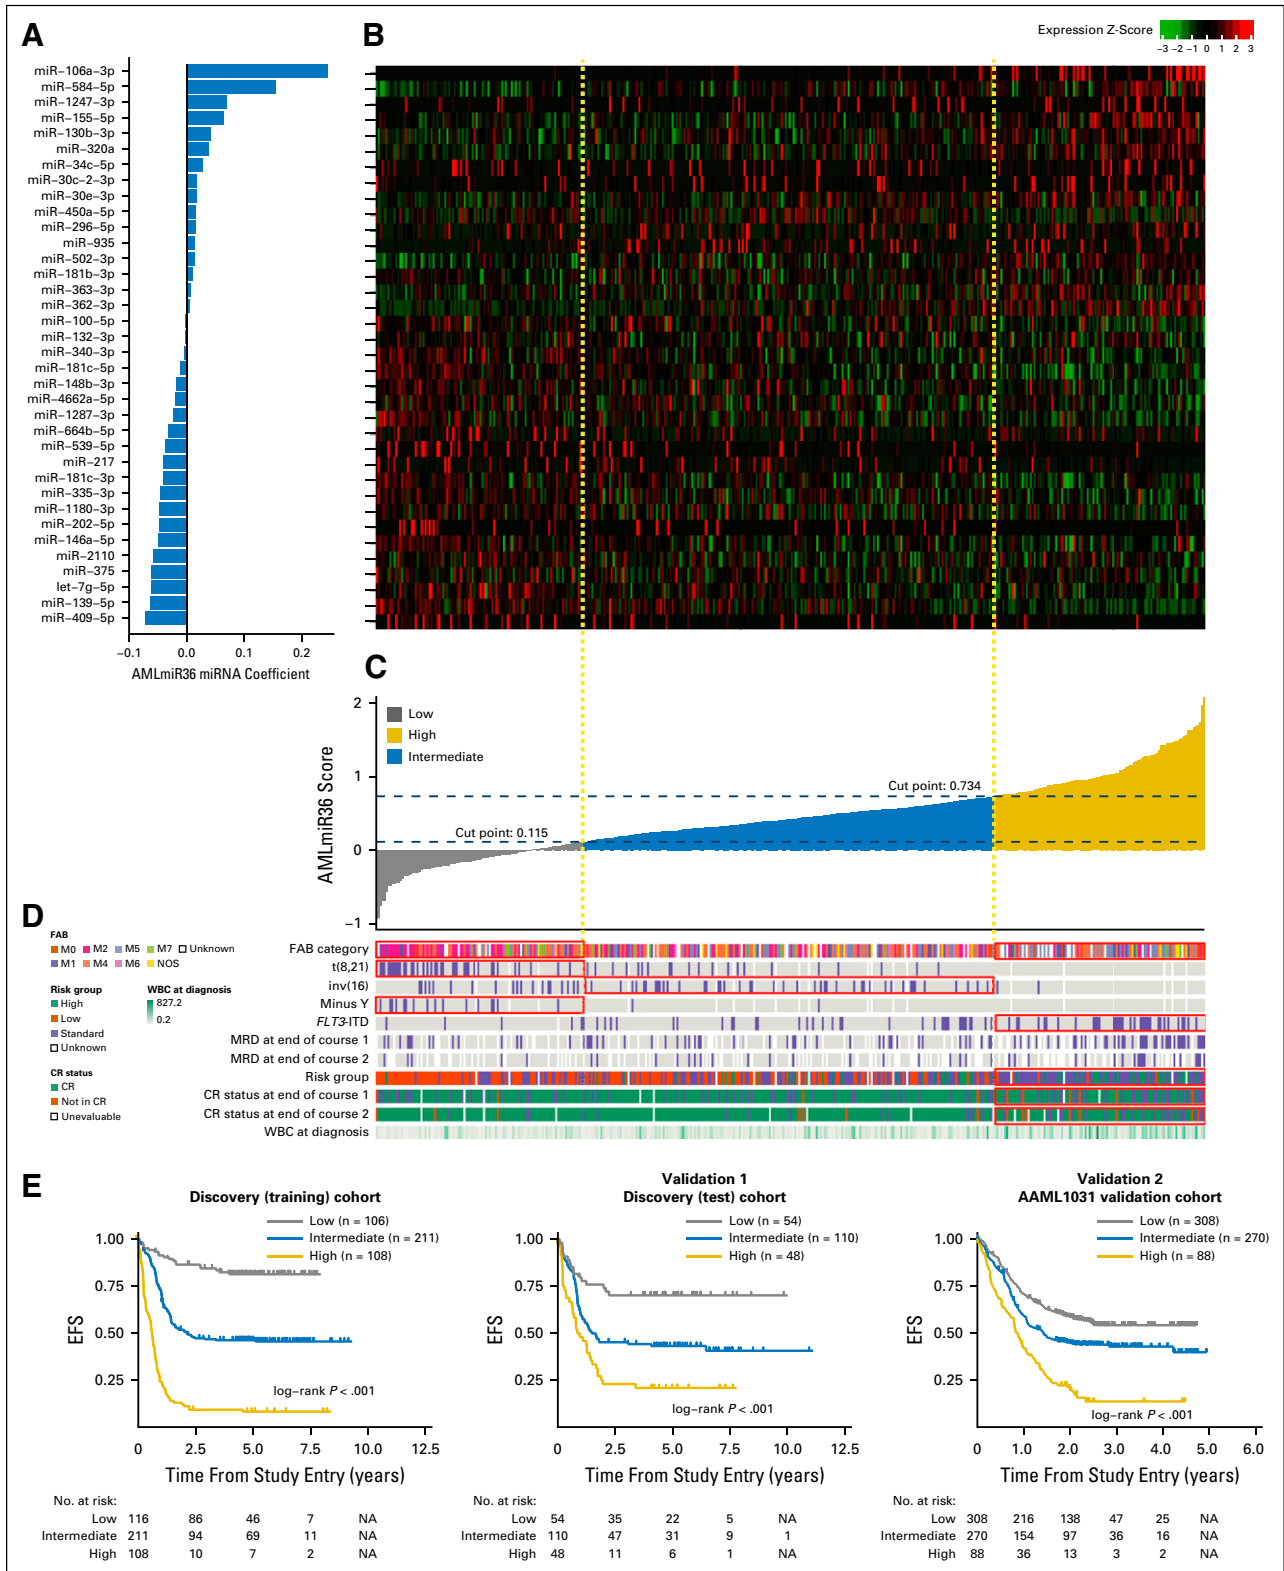 A
miR−106a−3p
miR−584−5p
miR−1247−3p
miR−155−5p
miR−130b−3p
miR−320a
miR−34c−5p
miR−30c−2−3p
miR−30e−3p
miR−450a−5p
miR−296−5p
miR−935
miR−502−3p
miR−181b−3p
miR−363−3p
miR−362−3p
miR−100−5p
miR−132−3p
miR−340−3p
miR−181c−5p
miR−148b−3p
miR−4662a−5p
miR−1287−3p
miR−664b−5p
miR−539−5p
miR−217
miR−181c−3p
miR−335−3p
miR−1180−3p
miR−202−5p
miR−146a−5p
miR−2110
miR−375
let−7g−5p
miR−139−5p
miR−409−5p
−0.1 0.0 0.1 0.2
AMLmiR36 miRNA Coefficient
B
Expression Z-Score
−3 −2 −1 0 1 2 3
C
2
1
0
−1
AMLmiR36 Score
Low
High
Intermediate
Cut point: 0.115
Cut point: 0.734
D
FAB
M0 M2 M5 M7 Unknown
M1 M4 M6 NOS
Risk group
High
Low
Standard
Unknown
WBC at diagnosis
827.2
0.2
CR status
CR
Not in CR
Unevaluable
FAB category
t(8,21)
inv(16)
Minus Y
FLT3-ITD
MRD at end of course 1
MRD at end of course 2
Risk group
CR status at end of course 1
CR status at end of course 2
WBC at diagnosis
E
Discovery (training) cohort
Low (n = 106)
Intermediate (n = 211)
High (n = 108)
1.00
0.75
0.50
0.25
EFS
log−rank P < .001
0 2.5 5.0 7.5 10.0 12.5
Time From Study Entry (years)
No. at risk:
Low 116 86 46 7 NA
Intermediate 211 94 69 11 NA
High 108 10 7 2 NA
Validation 1
Discovery (test) cohort
Low (n = 54)
Intermediate (n = 110)
High (n = 48)
1.00
0.75
0.50
0.25
EFS
log−rank P < .001
0 2.5 5.0 7.5 10.0 12.5
Time From Study Entry (years)
No. at risk:
Low 54 35 22 5 NA
Intermediate 110 47 31 9 1
High 48 11 6 1 NA
Validation 2
AAML1031 validation cohort
Low (n = 308)
Intermediate (n = 270)
High (n = 88)
1.00
0.75
0.50
0.25
EFS
log−rank P < .001
0 1.0 2.0 3.0 4.0 5.0 6.0
Time From Study Entry (years)
No. at risk:
Low 308 216 138 47 25 NA
Intermediate 270 154 97 36 16 NA
High 88 36 13 3 2 NA